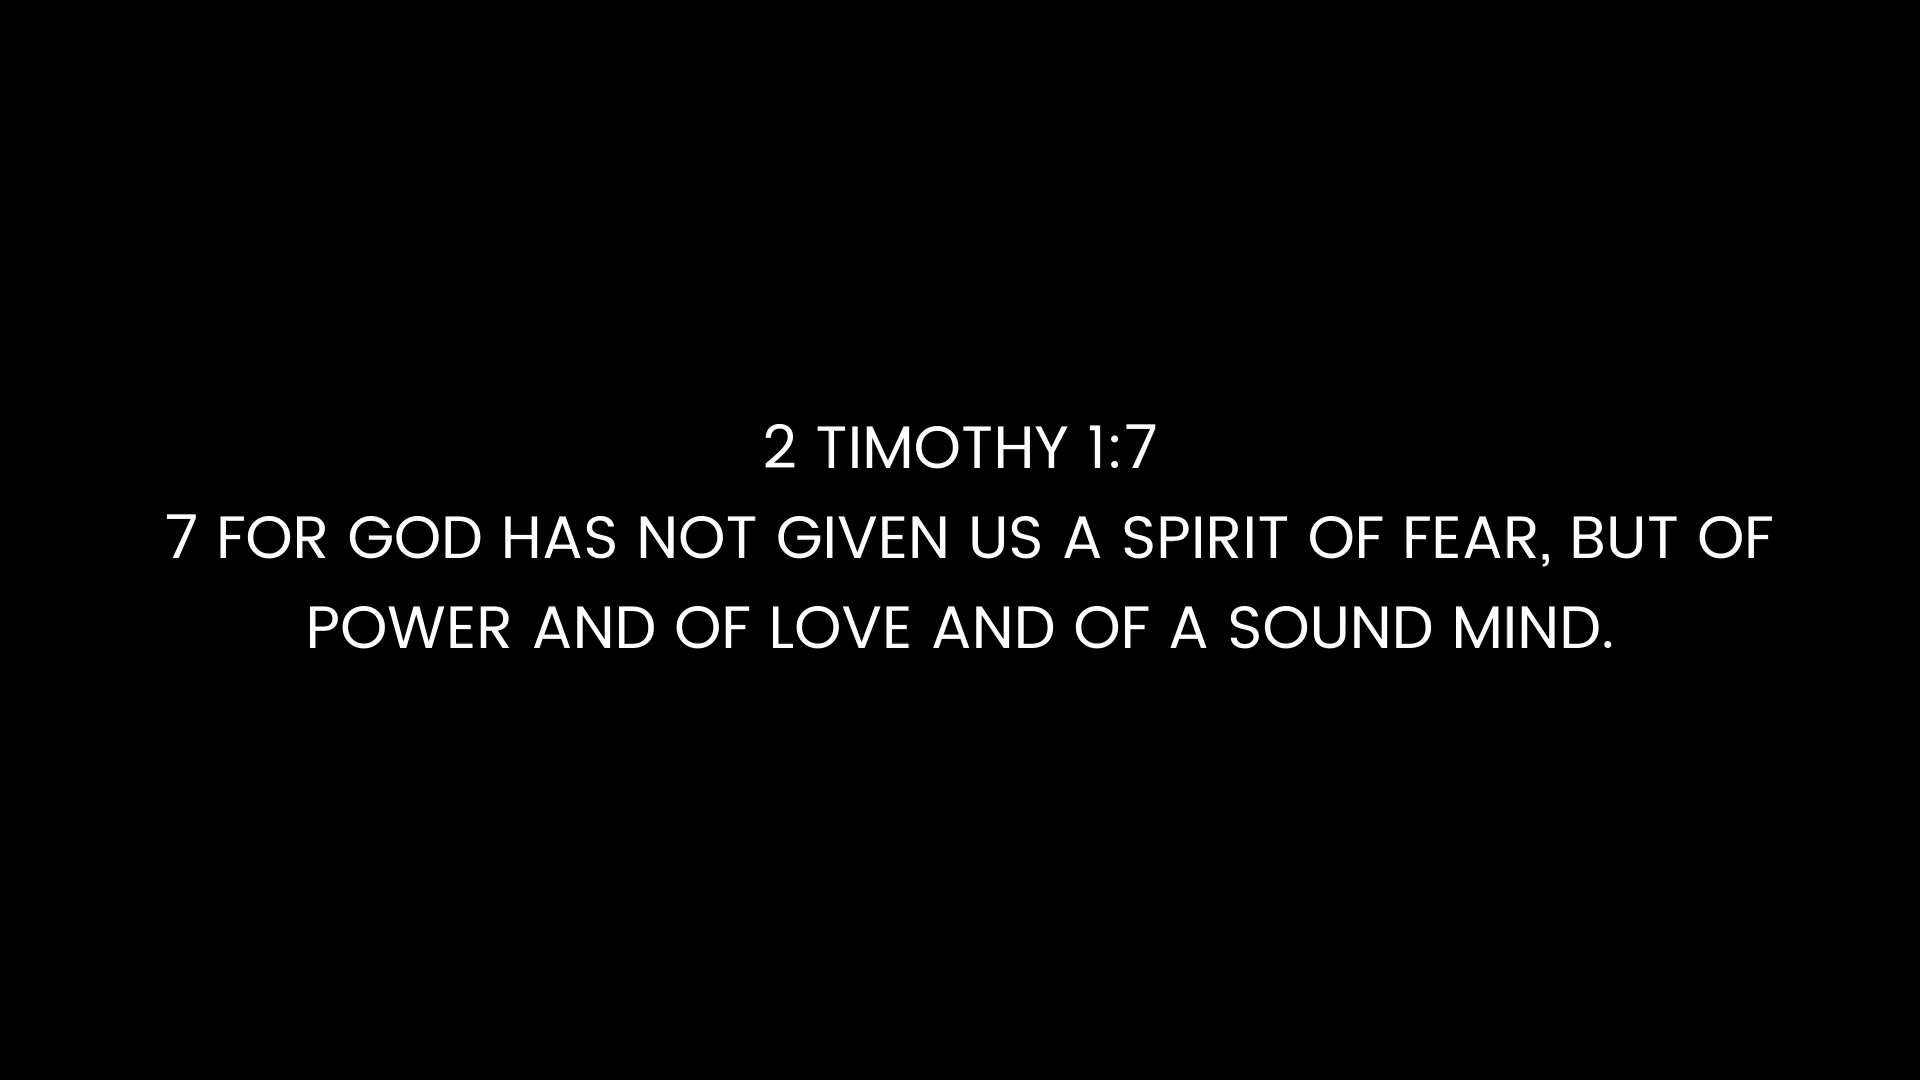 2 TIMOTHY 1:7
7 FOR GOD HAS NOT GIVEN US A SPIRIT OF FEAR, BUT OF
POWER AND OF LOVE AND OF A SOUND MIND.